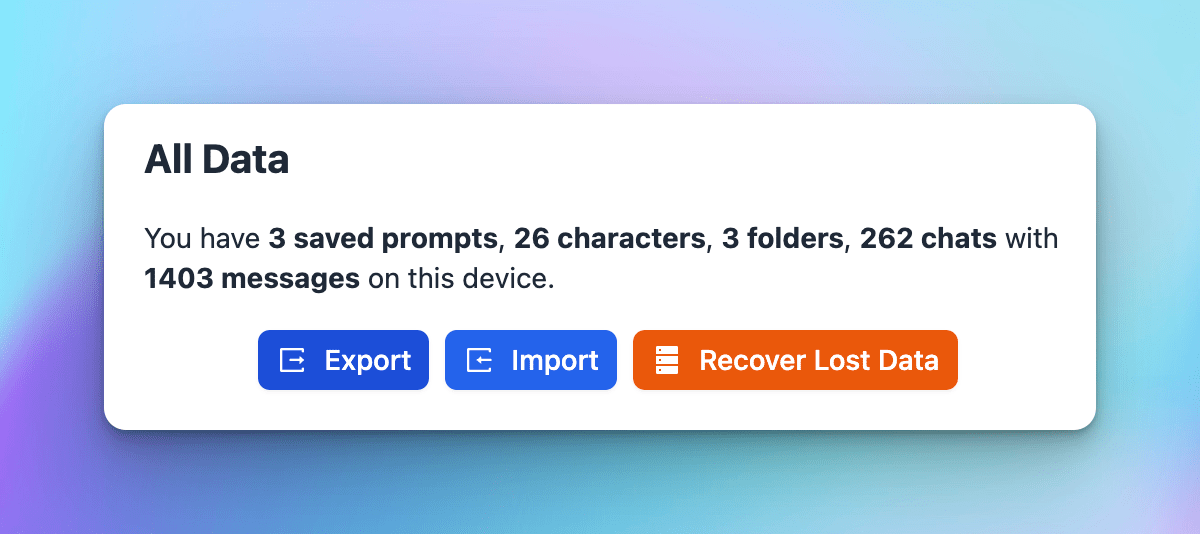 All Data
You have 3 saved prompts, 26 characters, 3 folders, 262 chats with
1403 messages on this device.
Export Import Recover Lost Data